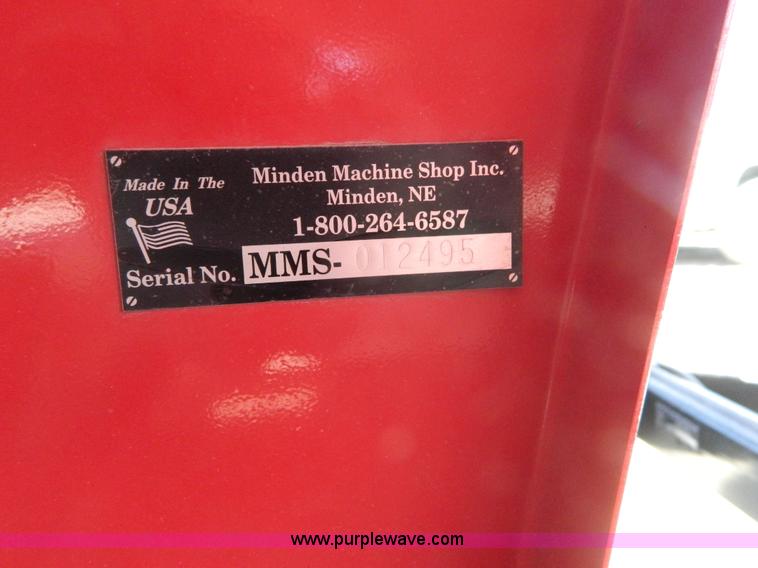 Made In The
USA
Minden Machine Shop Inc.
Minden, NE
1-800-264-6587
Serial No. MMS-012495
www.purplewave.com